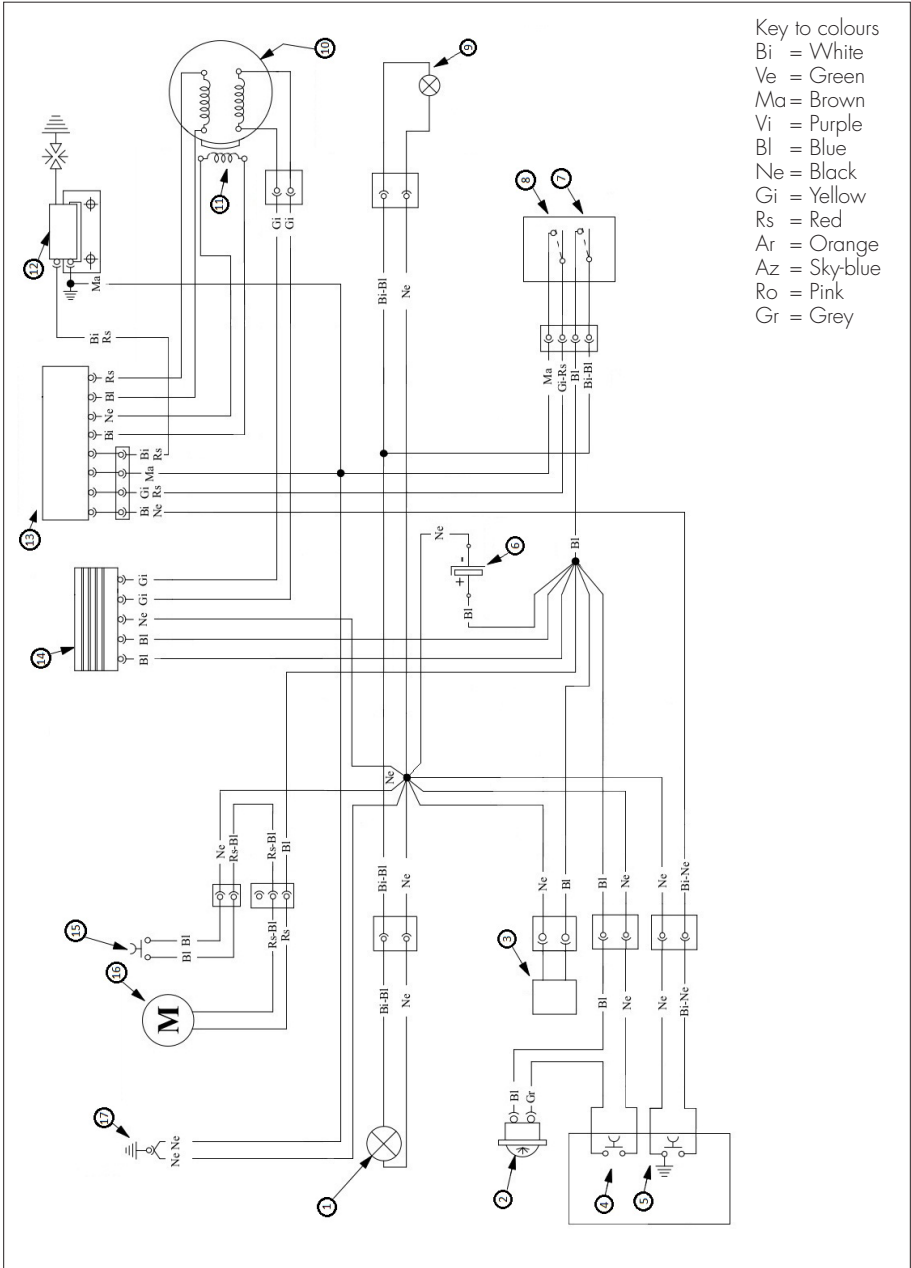 Key to colours
Bi = White
Ve = Green
Ma = Brown
Vi = Purple
Bl = Blue
Ne = Black
Gi = Yellow
Rs = Red
Ar = Orange
Az = Sky-blue
Ro = Pink
Gr = Grey
10
9
12
11
Gi
Gi
8
7
Ma
Bi-Bl
Ne
Bi
Rs
Rs
Bl
Ne
Bi
Ma
Gi-Rs
Bl
Bi-Bl
Bi
Rs
Ma
Gi
Rs
Bi
Ne
13
Ne
-
+
6
Bl
Bl
Gi
Gi
Ne
Bl
Bl
14
Ne
Ne
Rs-Bl
Rs-Bl
Bl
Bi-Bl
Ne
Ne
Bl
Bl
Ne
Ne
Bi-Ne
15
Bl
Bl
Rs-Bl
Rs
3
16
M
Bi-Bl
Ne
Bl
Ne
Ne
Bi-Ne
17
Ne
Ne
Ne
Ne
Bl
Gr
1
2
4
5